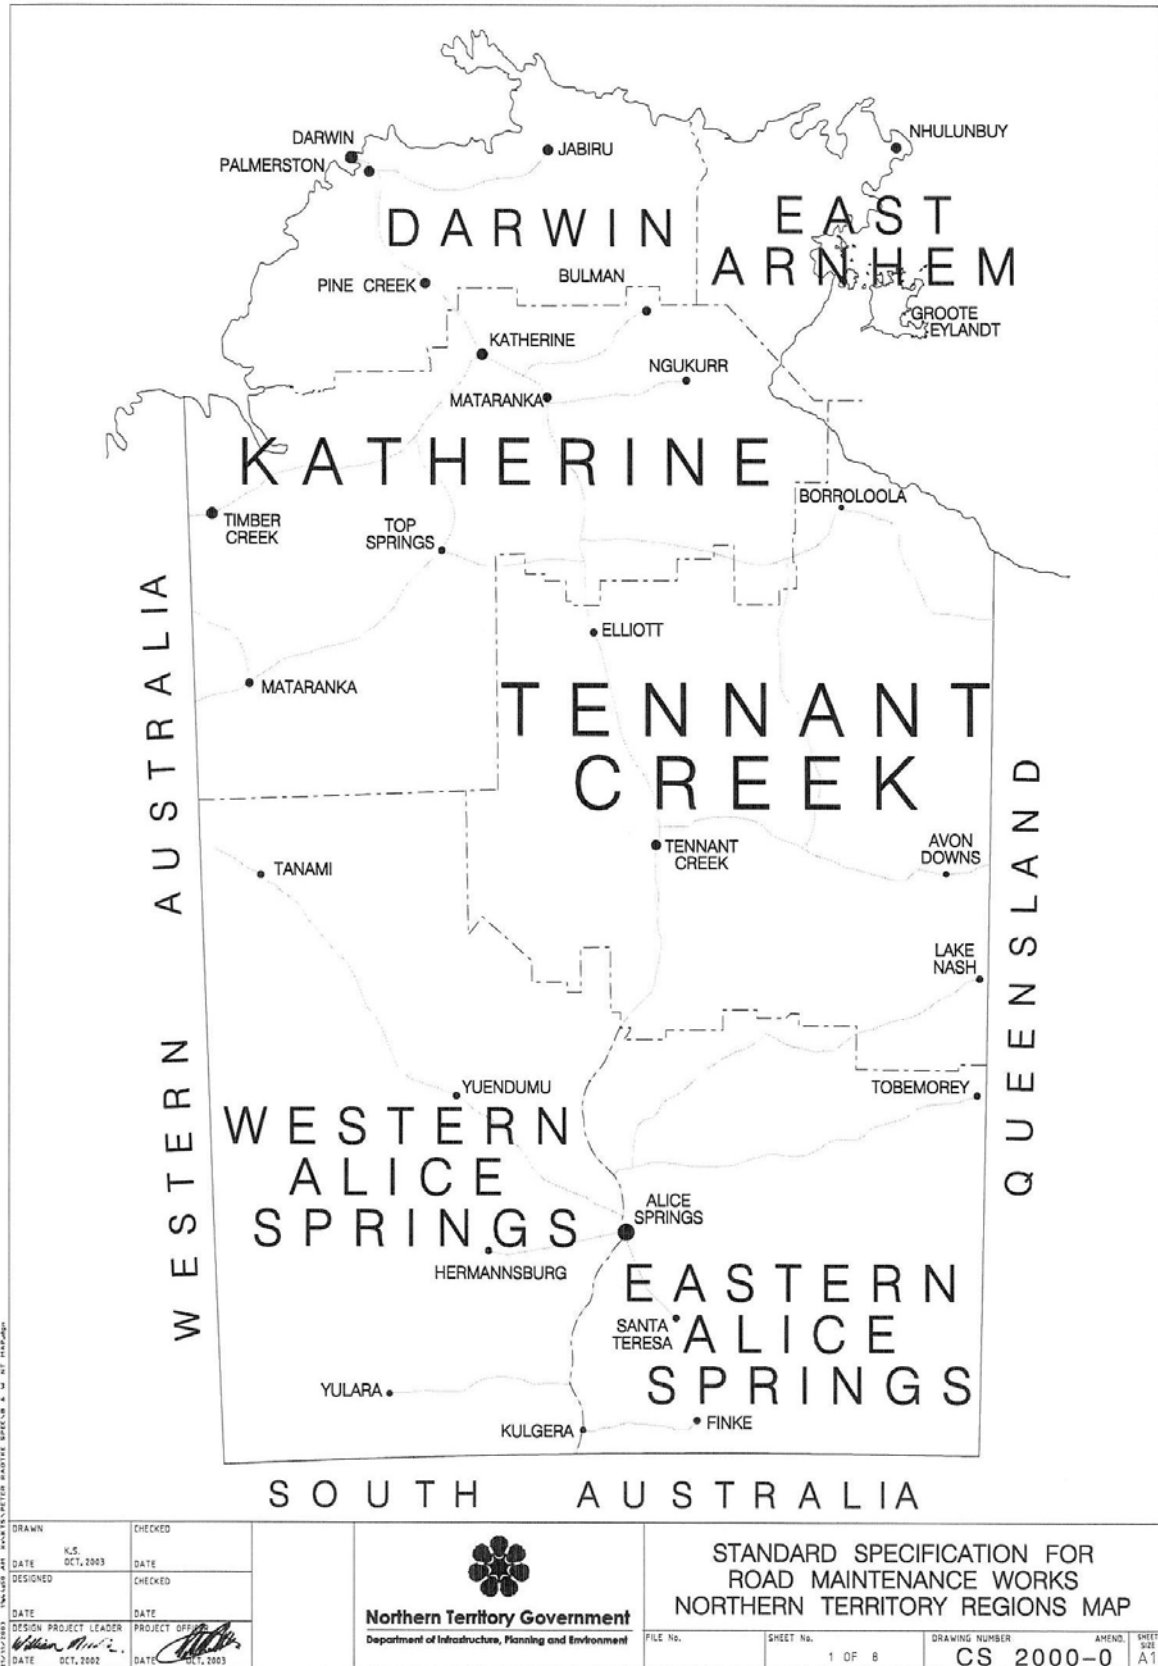 DARWIN
PALMERSTON
JABIRU
NHULUNBUY
DARWIN
EAST
ARNHEM
PINE CREEK
BULMAN
GROOTE
EYLANDT
KATHERINE
NGUKURR
MATARANKA
KATHERINE
TIMBER
CREEK
TOP
SPRINGS
BORROLOOLA
ELLIOTT
MATARANKA
TENNANT
CREEK
TENNANT
CREEK
AVON
DOWNS
TANAMI
LAKE
NASH
YUENDUMU
TOBEMOREY
WESTERN
ALICE
SPRINGS
ALICE
SPRINGS
HERMANNSBURG
EASTERN
ALICE
SPRINGS
SANTA
TERESA
YULARA
KULGERA
FINKE
WESTERN AUSTRALIA
QUEENSLAND
SOUTH AUSTRALIA
DRAWN
K.S.
DATE OCT,2003
CHECKED
DATE
DESIGNED
DATE
CHECKED
DATE
DESIGN PROJECT LEADER
DATE OCT,2002
PROJECT OFFICER
DATE OCT,2003
Northern Territory Government
Department of Infrastructure, Planning and Environment
STANDARD SPECIFICATION FOR
ROAD MAINTENANCE WORKS
NORTHERN TERRITORY REGIONS MAP
FILE No.
SHEET No.
1 OF 8
DRAWING NUMBER
CS 2000-0
AMEND.
SHEET
SIZE
A1